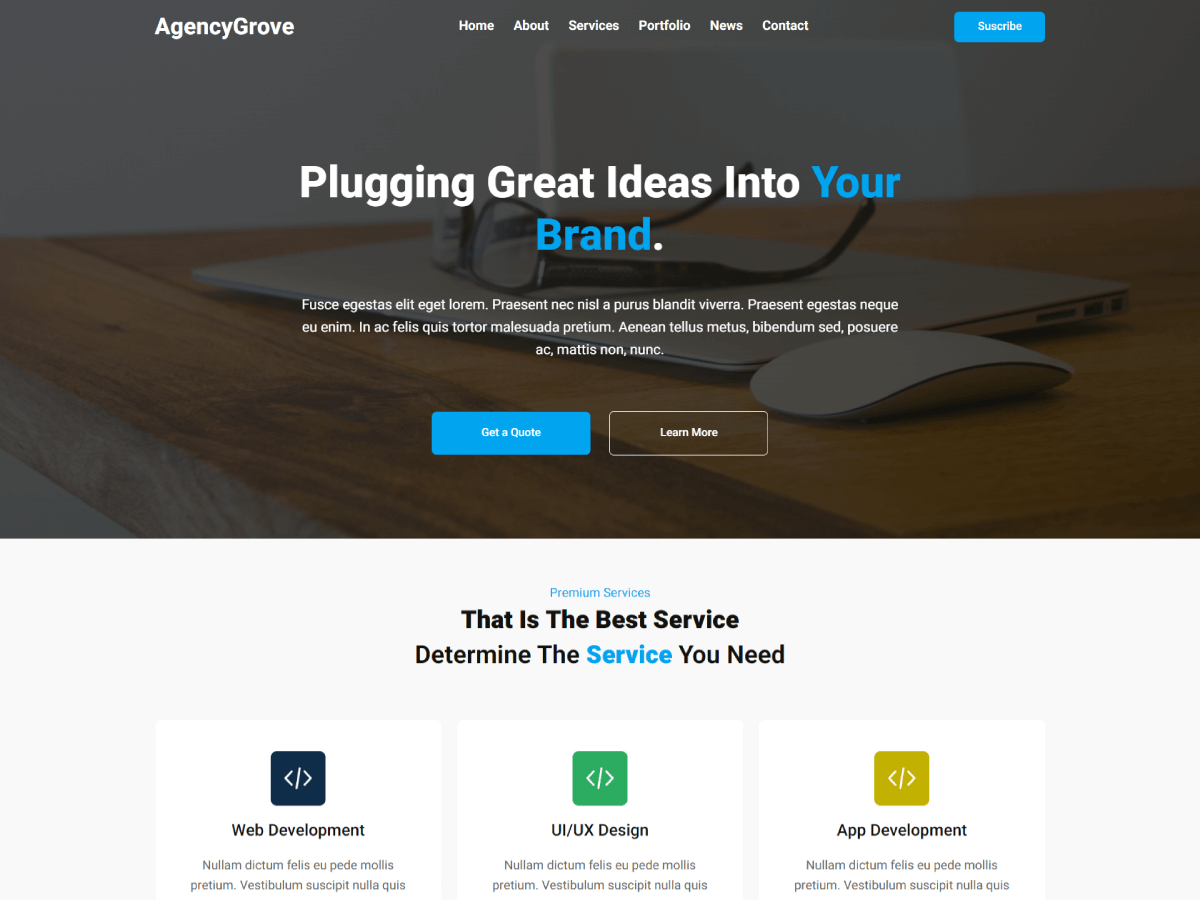 AgencyGrove
Home About Services Portfolio News Contact
Suscribe
Plugging Great Ideas Into Your
Brand.
Fusce egestas elit eget lorem. Praesent nec nisl a purus blandit viverra. Praesent egestas neque
eu enim. In ac felis quis tortor malesuada pretium. Aenean tellus metus, bibendum sed, posuere
ac, mattis non, nunc.
Get a Quote
Learn More
Premium Services
That Is The Best Service
Determine The Service You Need
Web Development
Nullam dictum felis eu pede mollis
pretium. Vestibulum suscipit nulla quis
UI/UX Design
Nullam dictum felis eu pede mollis
pretium. Vestibulum suscipit nulla quis
App Development
Nullam dictum felis eu pede mollis
pretium. Vestibulum suscipit nulla quis